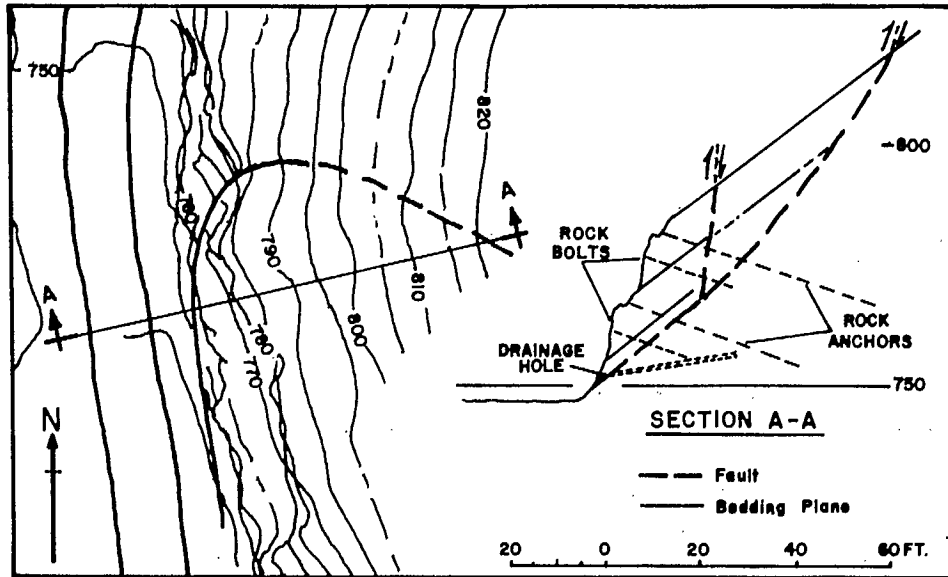 750
820
A
A
760
790
810
800
780
770
N
ROCK
BOLTS
800
ROCK
ANCHORS
DRAINAGE
HOLE
750
SECTION A-A
Fault
Bedding Plane
20 0 20 40 60 FT.